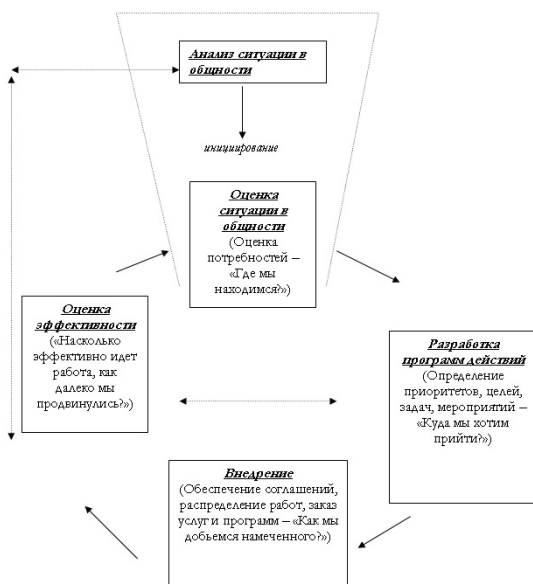 Анализ ситуации в
общности
инициирование
Оценка
ситуации в
общности
(Оценка
потребностей –
«Где мы
находимся?»)
Оценка
эффективности
(«Насколько
эффективно идет
работа, как
далеко мы
продвинулись?»)
Разработка
программ действий
(Определение
приоритетов, целей,
задач, мероприятий –
«Куда мы хотим
прийти?»)
Внедрение
(Обеспечение соглашений,
распределение работ, заказ
услуг и программ – «Как мы
добьемся намеченного?»)